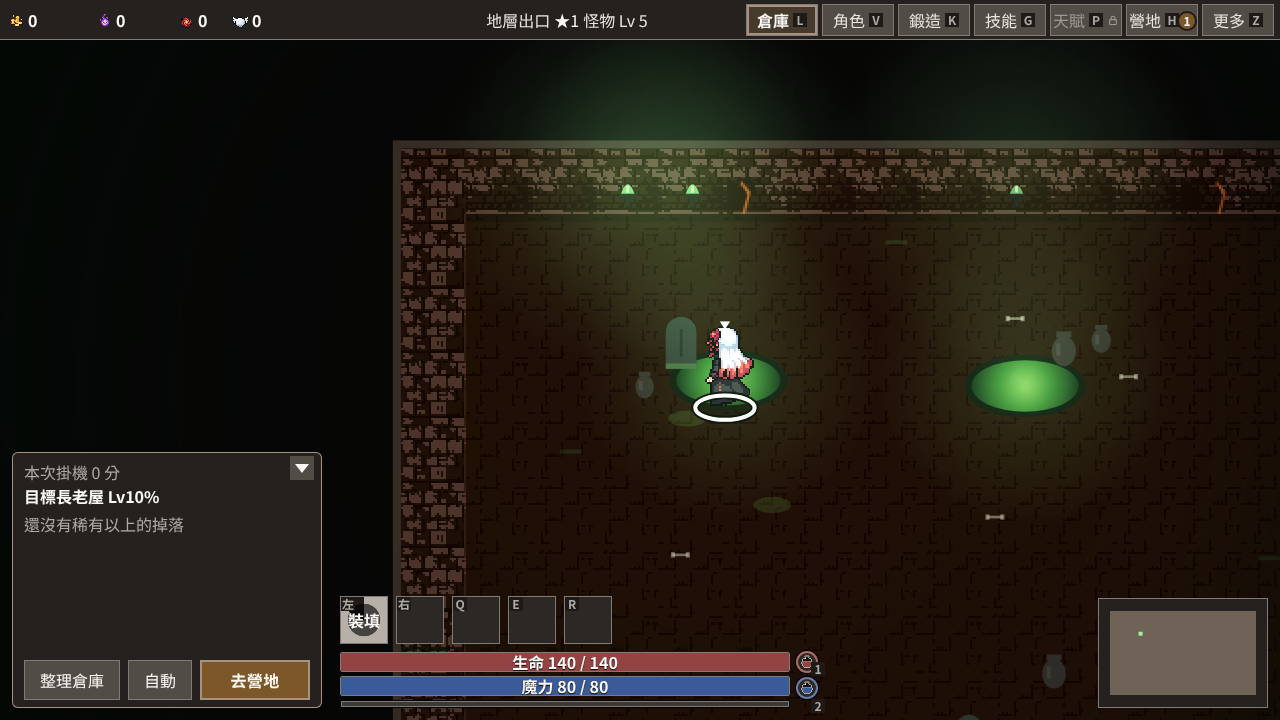 0 0 0 0
地層出口 ★1 怪物 Lv 5
倉庫 L 角色 V 鍛造 K 技能 G 天賦 P 營地 H 1 更多 Z
本次掛機 0 分
目標長老屋 Lv10%
還沒有稀有以上的掉落
整理倉庫 自動 去營地
左 右 Q E R
裝填
生命 140 / 140 1
魔力 80 / 80 2